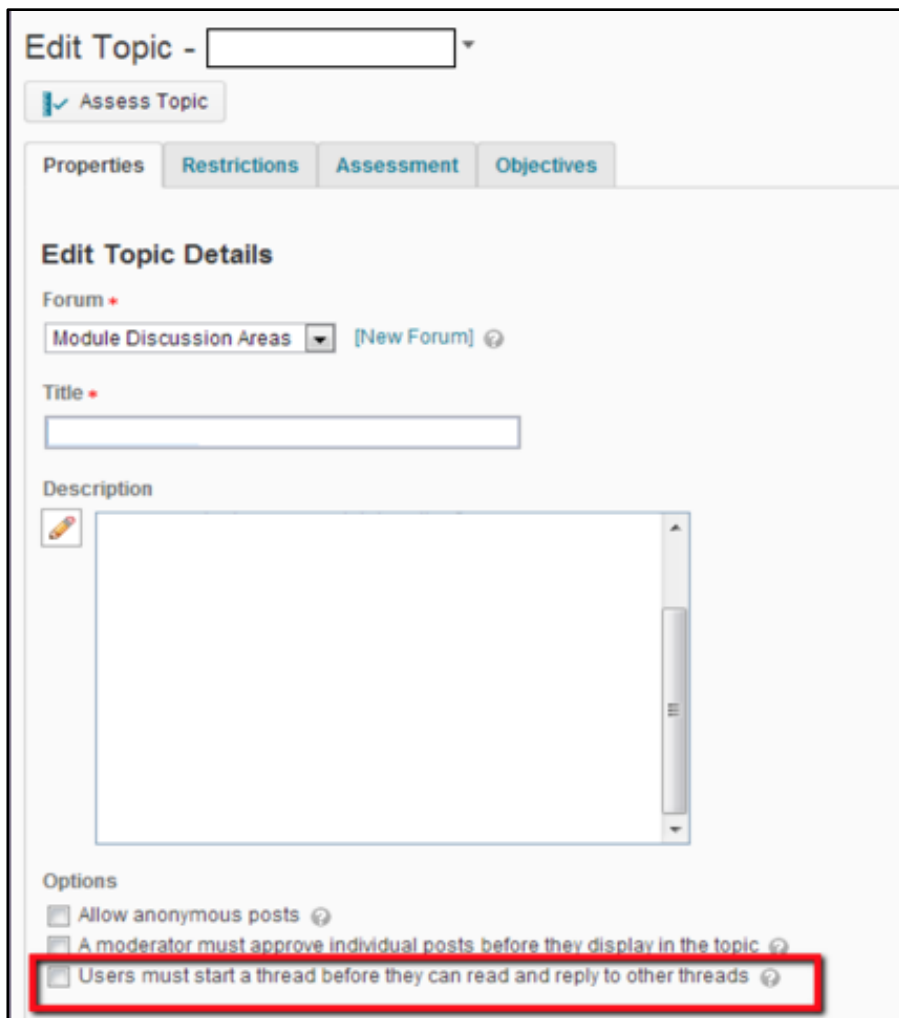 Edit Topic -
Assess Topic
Properties Restrictions Assessment Objectives
Edit Topic Details
Forum *
Module Discussion Areas [New Forum] ?
Title *
Description
Options
Allow anonymous posts ?
A moderator must approve individual posts before they display in the topic ?
Users must start a thread before they can read and reply to other threads ?